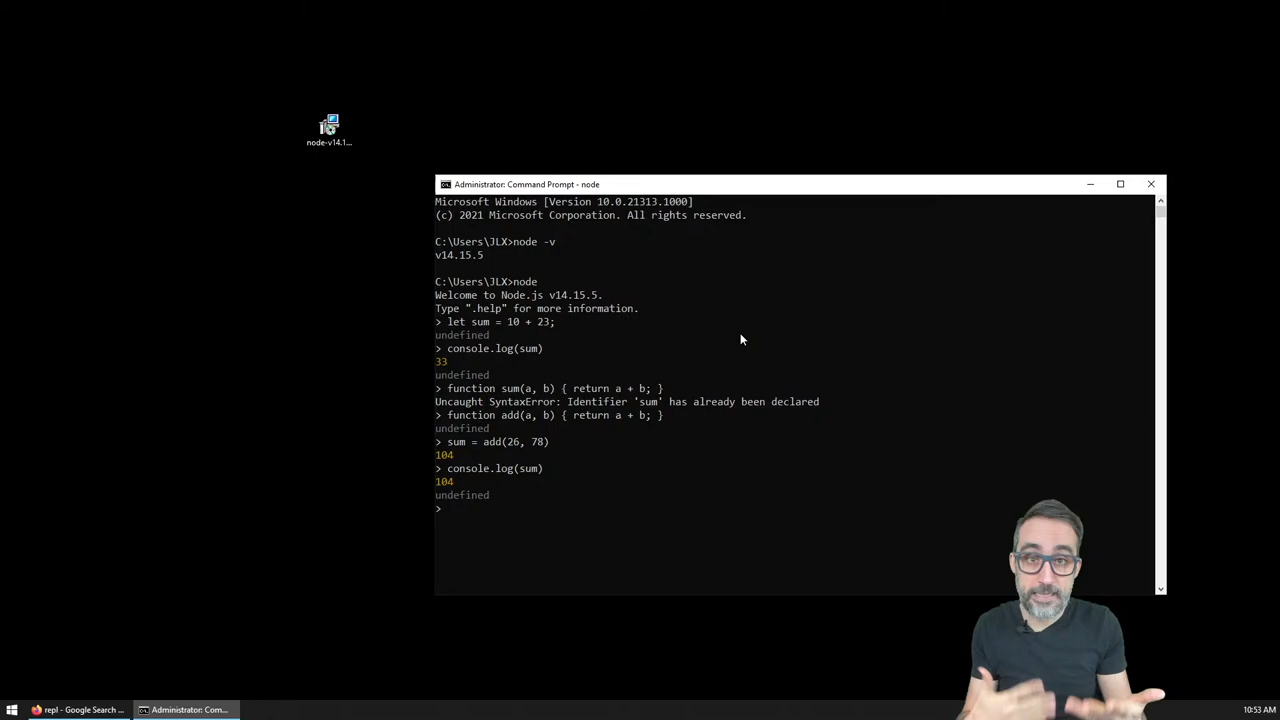 node-v14.1...
Administrator: Command Prompt - node
Microsoft Windows [Version 10.0.21313.1000]
(c) 2021 Microsoft Corporation. All rights reserved.
C:\Users\JLX>node -v
v14.15.5
C:\Users\JLX>node
Welcome to Node.js v14.15.5.
Type ".help" for more information.
> let sum = 10 + 23;
undefined
> console.log(sum)
33
undefined
> function sum(a, b) { return a + b; }
Uncaught SyntaxError: Identifier 'sum' has already been declared
> function add(a, b) { return a + b; }
undefined
> sum = add(26, 78)
104
> console.log(sum)
104
undefined
>
repl - Google Search ...
Administrator: Com...
10:53 AM